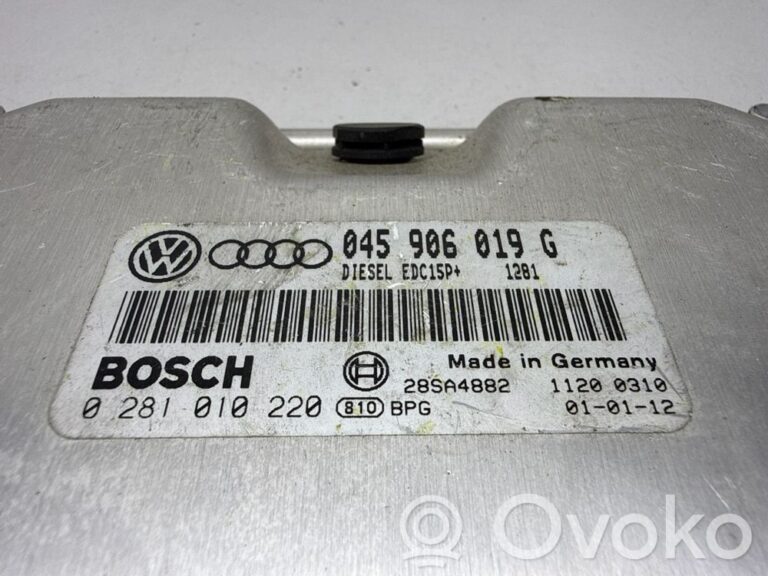 045 906 019 G
DIESEL EDC15P+ 1281
BOSCH Made in Germany
28SA4882 1120 0310
0 281 010 220 810 BPG 01-01-12
Ovoko